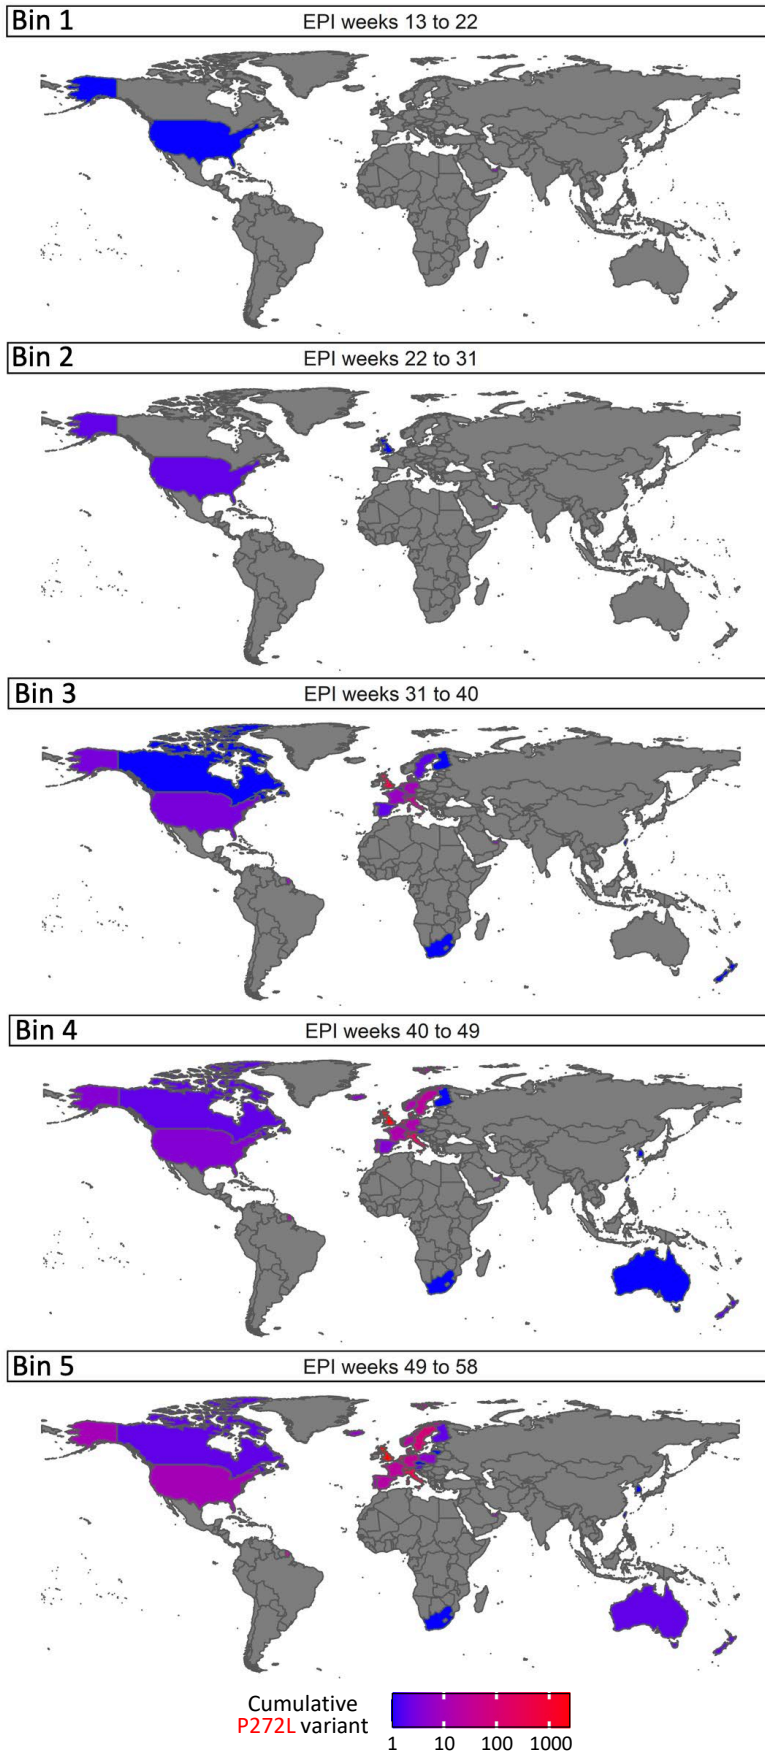 Bin 1 EPI weeks 13 to 22
Bin 2 EPI weeks 22 to 31
Bin 3 EPI weeks 31 to 40
Bin 4 EPI weeks 40 to 49
Bin 5 EPI weeks 49 to 58
Cumulative
P272L variant
1 10 100 1000